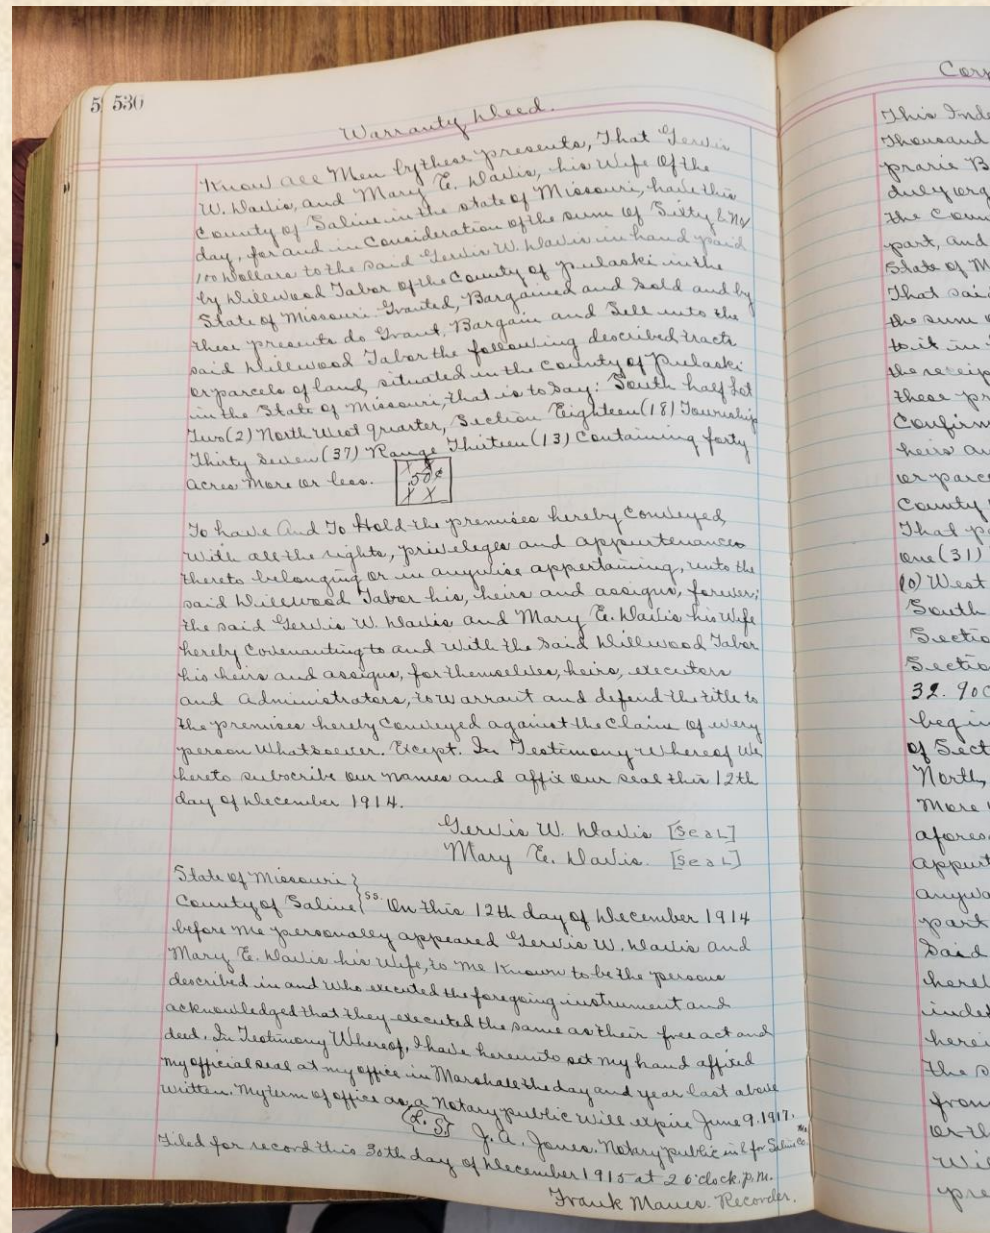 5 530
Warranty Deed.
Know all Men by these presents, That Gervis
W. Davis, and Mary E. Davis, his Wife of the
County of Saline in the state of Missouri, have this
day, for and in Consideration of the sum of Sixty & No/
100 Dollars to the said Gervis W. Davis in hand paid
by Dillwood Tabor of the County of Pulaski in the
State of Missouri Granted, Bargained and Sold and by
these presents do Grant, Bargain and Sell unto the
said Dillwood Tabor the following described tracts
or parcels of land, situated in the County of Pulaski
in the State of Missouri, that is to say: South half Lot
Two (2) North West quarter, Section Eighteen (18) Township
Thirty Seven (37) Range Thirteen (13) Containing forty
acres more or less.
X X
50¢
X X
To have And To Hold the premises hereby conveyed,
with all the rights, privileges and appurtenances
thereto belonging or in anywise appertaining, unto the
said Dillwood Tabor his, heirs and assigns, forever;
the said Gervis W. Davis and Mary E. Davis his Wife
hereby covenanting to and with the said Dillwood Tabor
his heirs and assigns, for themselves, heirs, executors
and Administrators, to warrant and defend the title to
the premises hereby conveyed against the claim of every
person Whatsoever. Except. In Testimony Whereof We
hereto subscribe our names and affix our seal this 12th
day of December 1914.
Gervis W. Davis [Seal]
Mary E. Davis. [Seal]
State of Missouri }
County of Saline } ss. On this 12th day of December 1914
before me personally appeared Gervis W. Davis and
Mary E. Davis his Wife, to me Known to be the persons
described in and Who executed the foregoing instrument and
acknowledged that they executed the same as their free act and
deed. In Testimony Whereof, I have hereunto set my hand affixed
my official seal at my office in Marshall the day and year last above
written. My term of office as a Notary public will expire June 9. 1917.
(L.S) J. A. Jones. Notary public in & for Saline Co. Mo
Filed for record this 30th day of December 1915 at 2 o'clock. p.m.
Frank Manes. Recorder.
This Inde
Thousand
prarie B
duly org
the Coun
part, and
State of M
That said
the sum
to it in
the receip
these pr
Confirm
heirs an
or parce
County
That p
one (31)
(0) West
South
Sectio
Sectio
32. 90
begin
of Sect
North,
more
afores
appurt
anywa
part
Said
hereb
indef
herei
the s
from
or th
Wil
pre